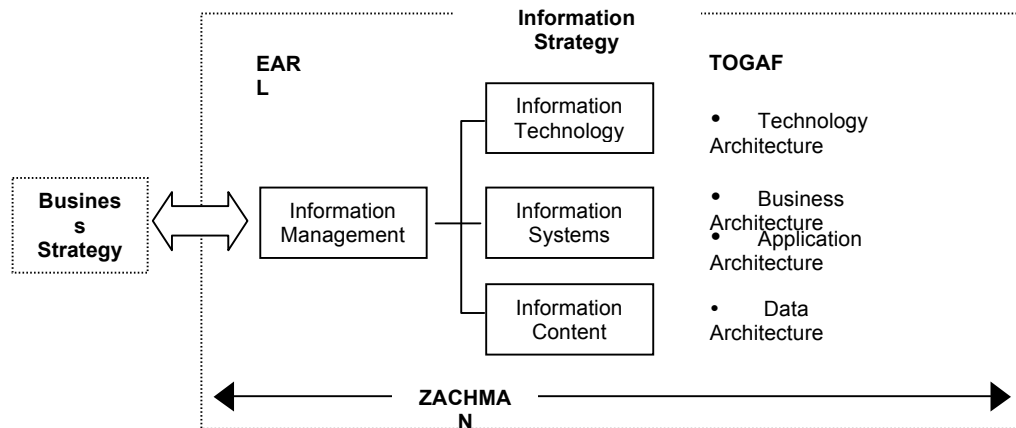 Information
Strategy
EAR
L
TOGAF
Information
Technology
• Technology
Architecture
Busines
s
Strategy
Information
Management
Information
Systems
• Business
Architecture
• Application
Architecture
Information
Content
• Data
Architecture
ZACHMA
N